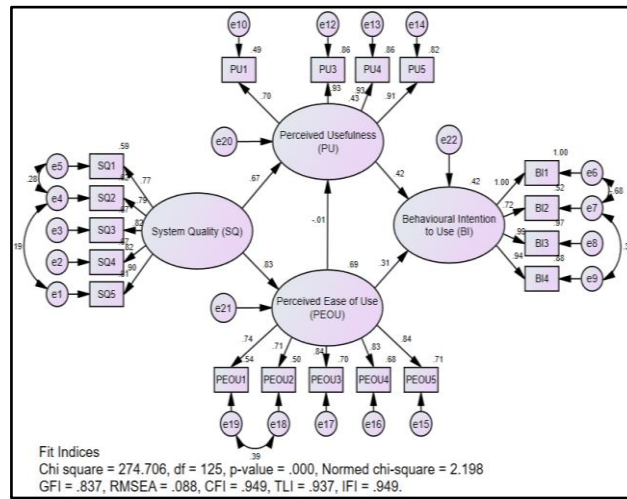 e10 e12 e13 e14
.49 .86 .86 .82
PU1 PU3 PU4 PU5
.70 .93 .43 .93 .91
e20 Perceived Usefulness
(PU)
e22
.59
e5 SQ1
.77
.28
e4 SQ2
.79
e3 SQ3
.82
.19
e2 SQ4
.82
e1 SQ5
.90
System Quality (SQ)
.67
.83
-.01
.42
.31
.42
Behavioural Intention
to Use (BI)
1.00
1.00 BI1 e6
-.68
.52
.72 BI2 e7
.97
.99 BI3 e8
.88
.94 BI4 e9
.69
e21 Perceived Ease of Use
(PEOU)
.74 .71 .84 .83 .84
.54 .50 .70 .68 .71
PEOU1 PEOU2 PEOU3 PEOU4 PEOU5
e19 e18 e17 e16 e15
.39
Fit Indices
Chi square = 274.706, df = 125, p-value = .000, Normed chi-square = 2.198
GFI = .837, RMSEA = .088, CFI = .949, TLI = .937, IFI = .949.